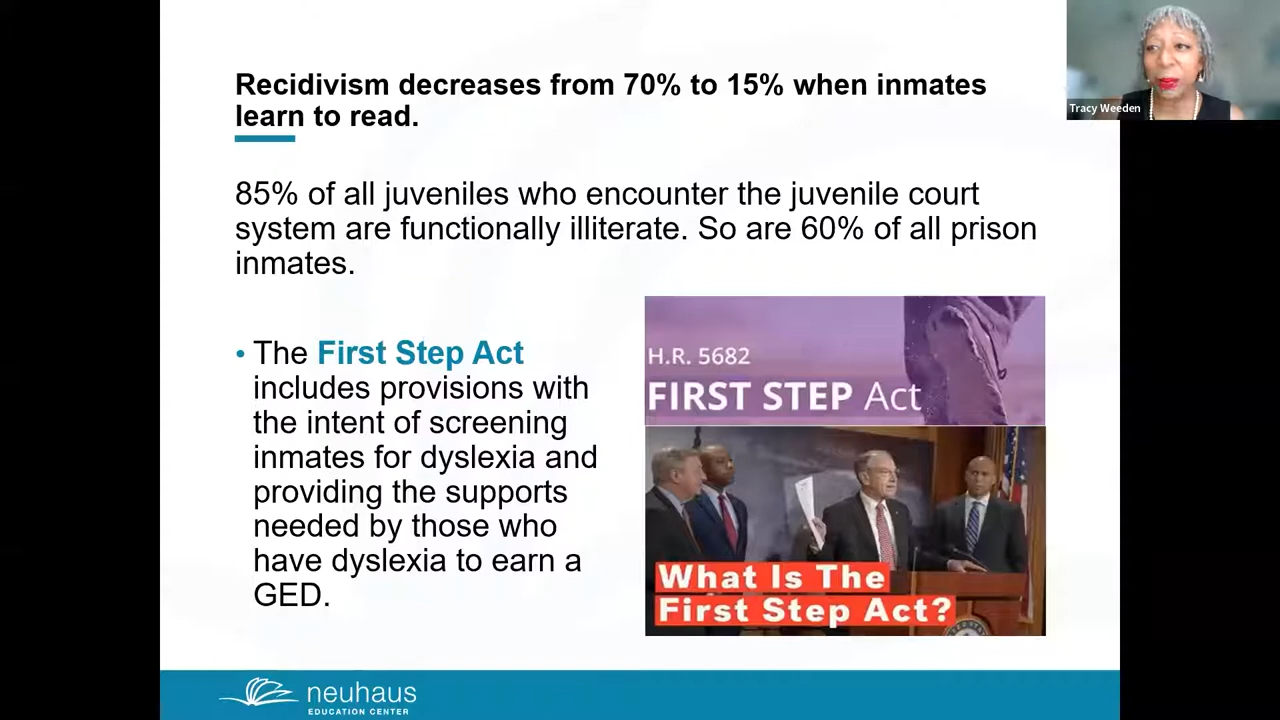 Recidivism decreases from 70% to 15% when inmates
learn to read.
Tracy Weeden
85% of all juveniles who encounter the juvenile court
system are functionally illiterate. So are 60% of all prison
inmates.
• The First Step Act
includes provisions with
the intent of screening
inmates for dyslexia and
providing the supports
needed by those who
have dyslexia to earn a
GED.
H.R. 5682
FIRST STEP Act
What Is The
First Step Act?
neuhaus
EDUCATION CENTER